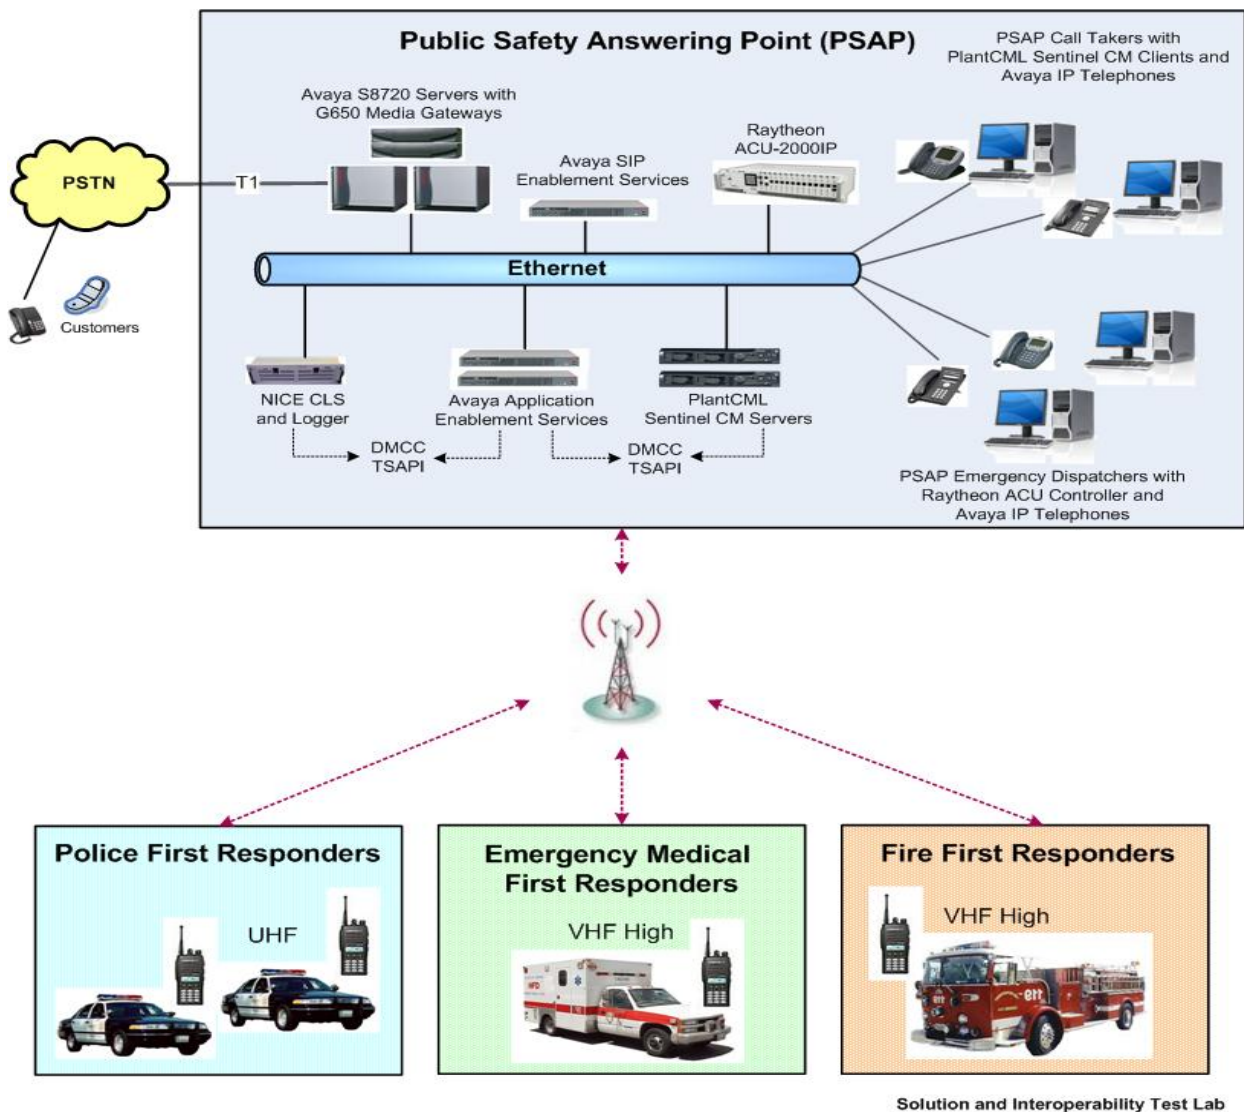 Public Safety Answering Point (PSAP)
PSAP Call Takers with
PlantCML Sentinel CM Clients and
Avaya IP Telephones
Avaya S8720 Servers with
G650 Media Gateways
Avaya SIP
Enablement Services
Raytheon
ACU-2000IP
PSTN
T1
Ethernet
Customers
NICE CLS
and Logger
Avaya Application
Enablement Services
PlantCML
Sentinel CM Servers
DMCC
TSAPI
DMCC
TSAPI
PSAP Emergency Dispatchers with
Raytheon ACU Controller and
Avaya IP Telephones
Police First Responders
UHF
Emergency Medical
First Responders
VHF High
HFD
Fire First Responders
VHF High
911
Solution and Interoperability Test Lab